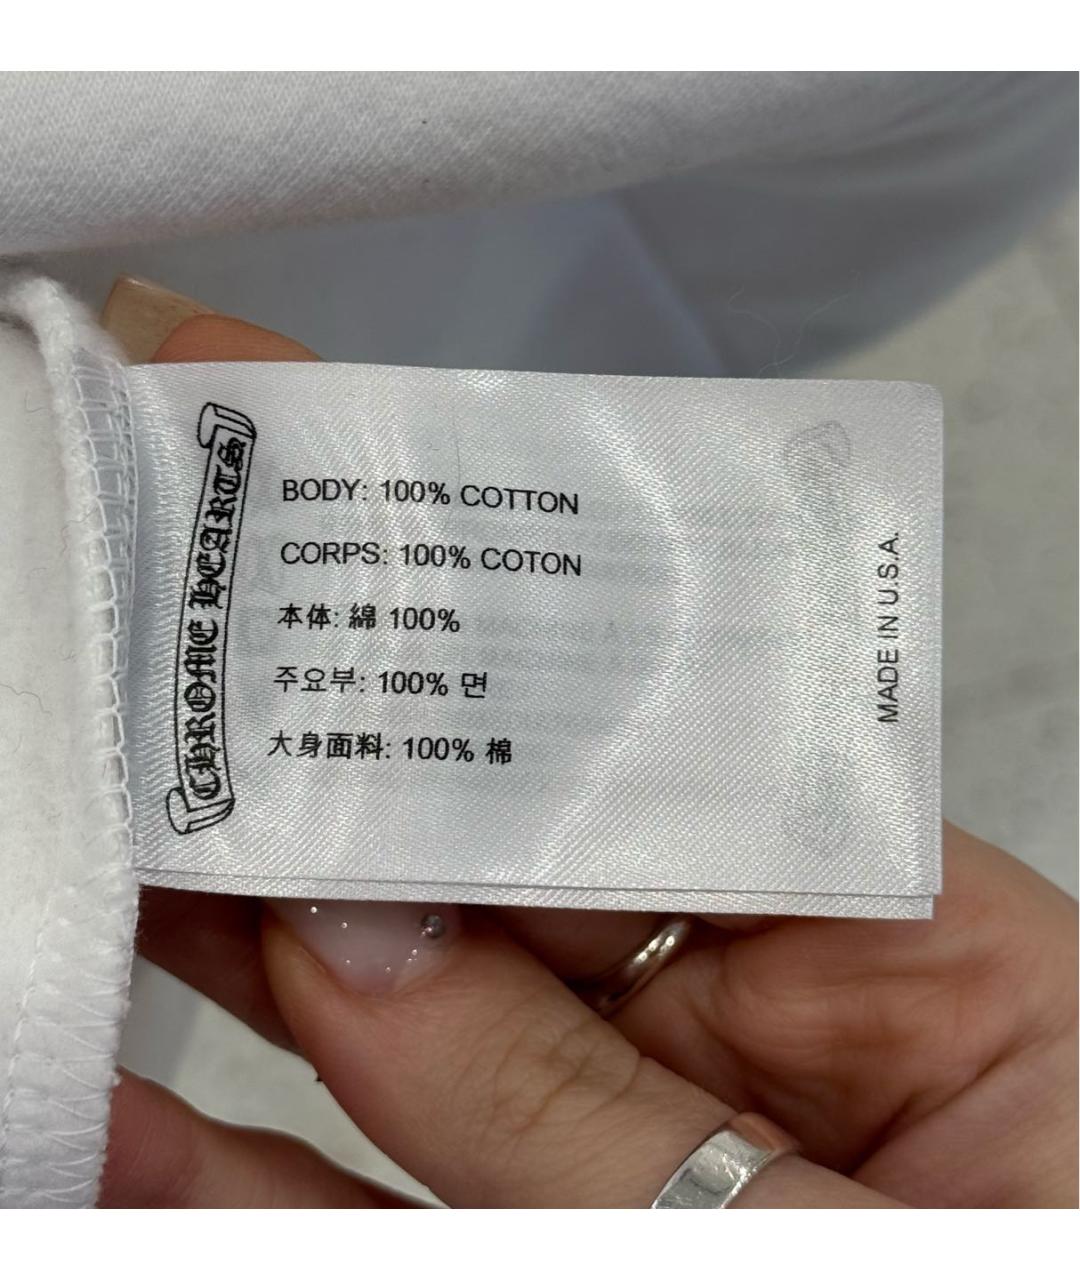 CHROME HEARTS
BODY: 100% COTTON
CORPS: 100% COTON
本体: 綿 100%
주요부: 100% 면
大身面料: 100% 棉
MADE IN U.S.A.